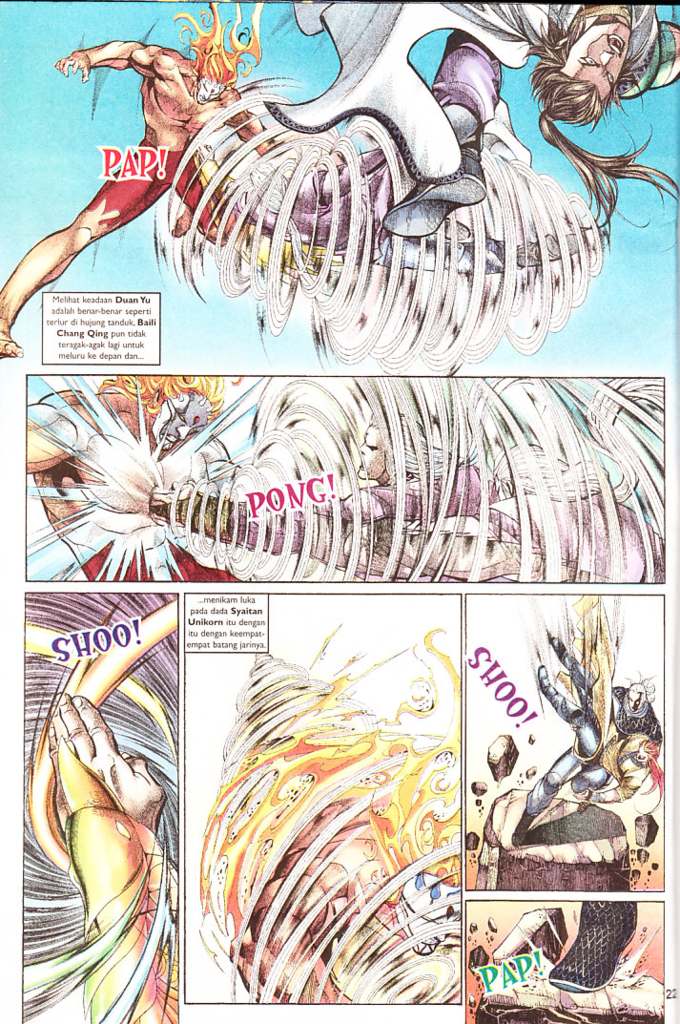 PAP!
Melihat keadaan Duan Yu
adalah benar-benar seperti
terlur di hujung tanduk, Baili
Chang Qing pun tidak
teragak-agak lagi untuk
meluru ke depan dan...
PONG!
SHOO!
...menikam luka
pada dada Syaitan
Unikorn itu dengan
itu dengan keempat-
empat batang jarinya.
SHOO!
PAP!